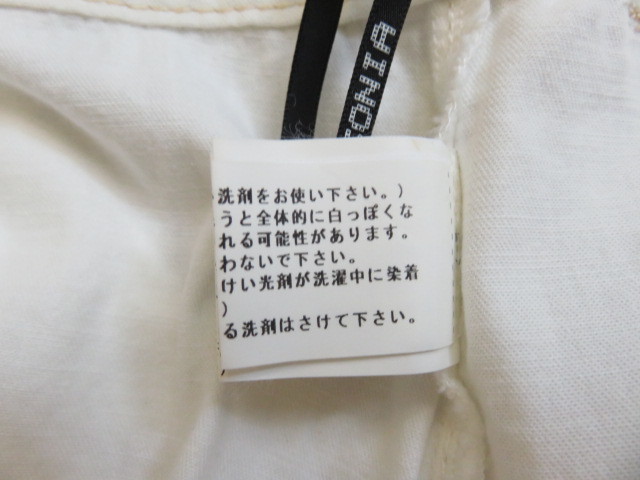 洗剤をお使い下さい。)
うと全体的に白っぽくな
れる可能性があります。
わないで下さい。
けい光剤が洗濯中に染着
)
る洗剤はさけて下さい。